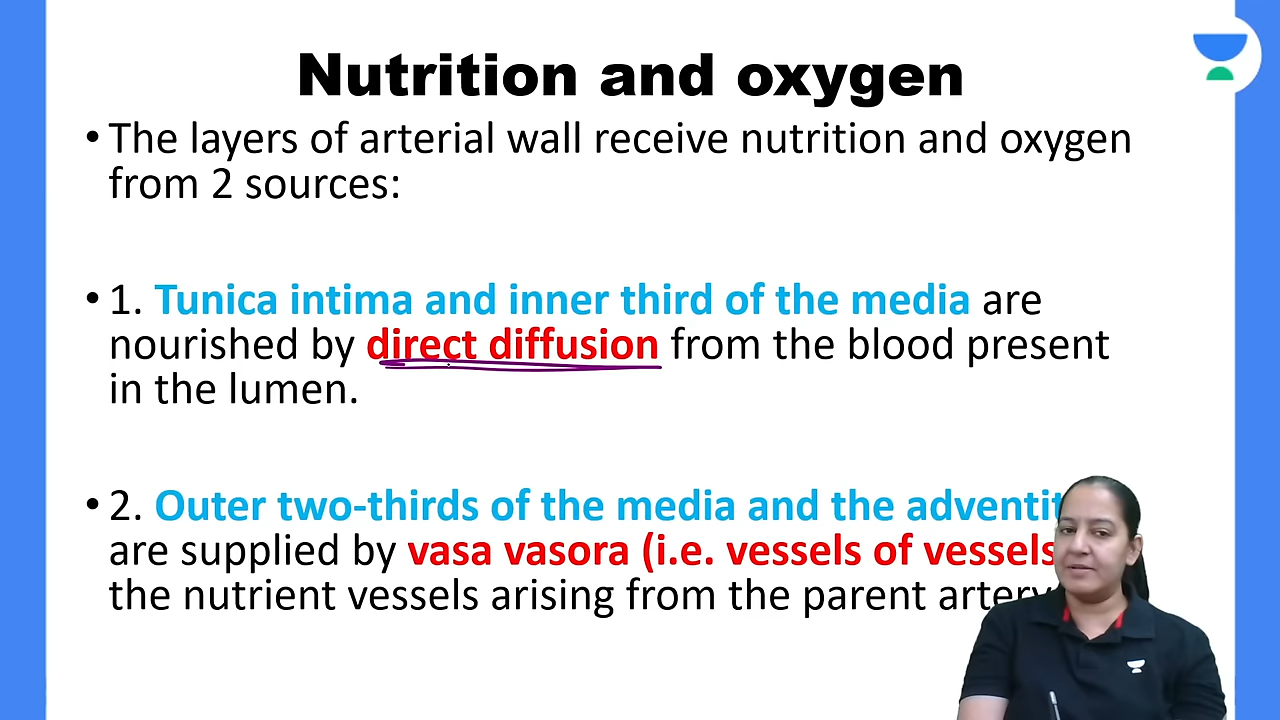 Nutrition and oxygen
• The layers of arterial wall receive nutrition and oxygen
from 2 sources:
• 1. Tunica intima and inner third of the media are
nourished by direct diffusion from the blood present
in the lumen.
• 2. Outer two-thirds of the media and the
are supplied by vasa vasora (i.e. vessels of vessels
the nutrient vessels arising from the parent artery